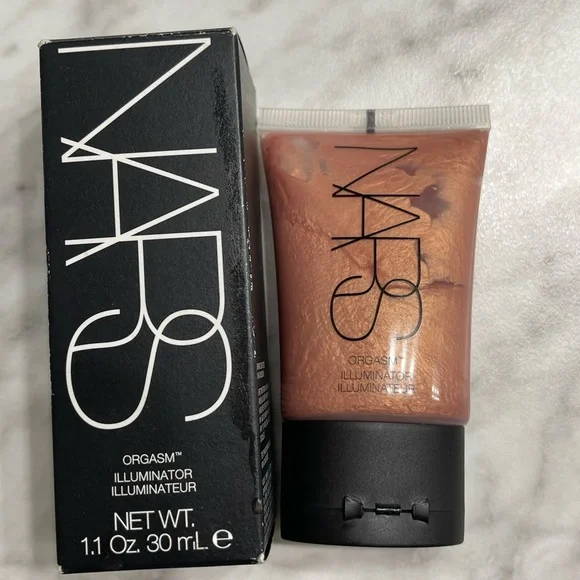 NARS
ORGASM™
ILLUMINATOR
ILLUMINATEUR
NET WT.
1.1 Oz. 30 mL e
NARS
ORGASM™
ILLUMINATOR
ILLUMINATEUR